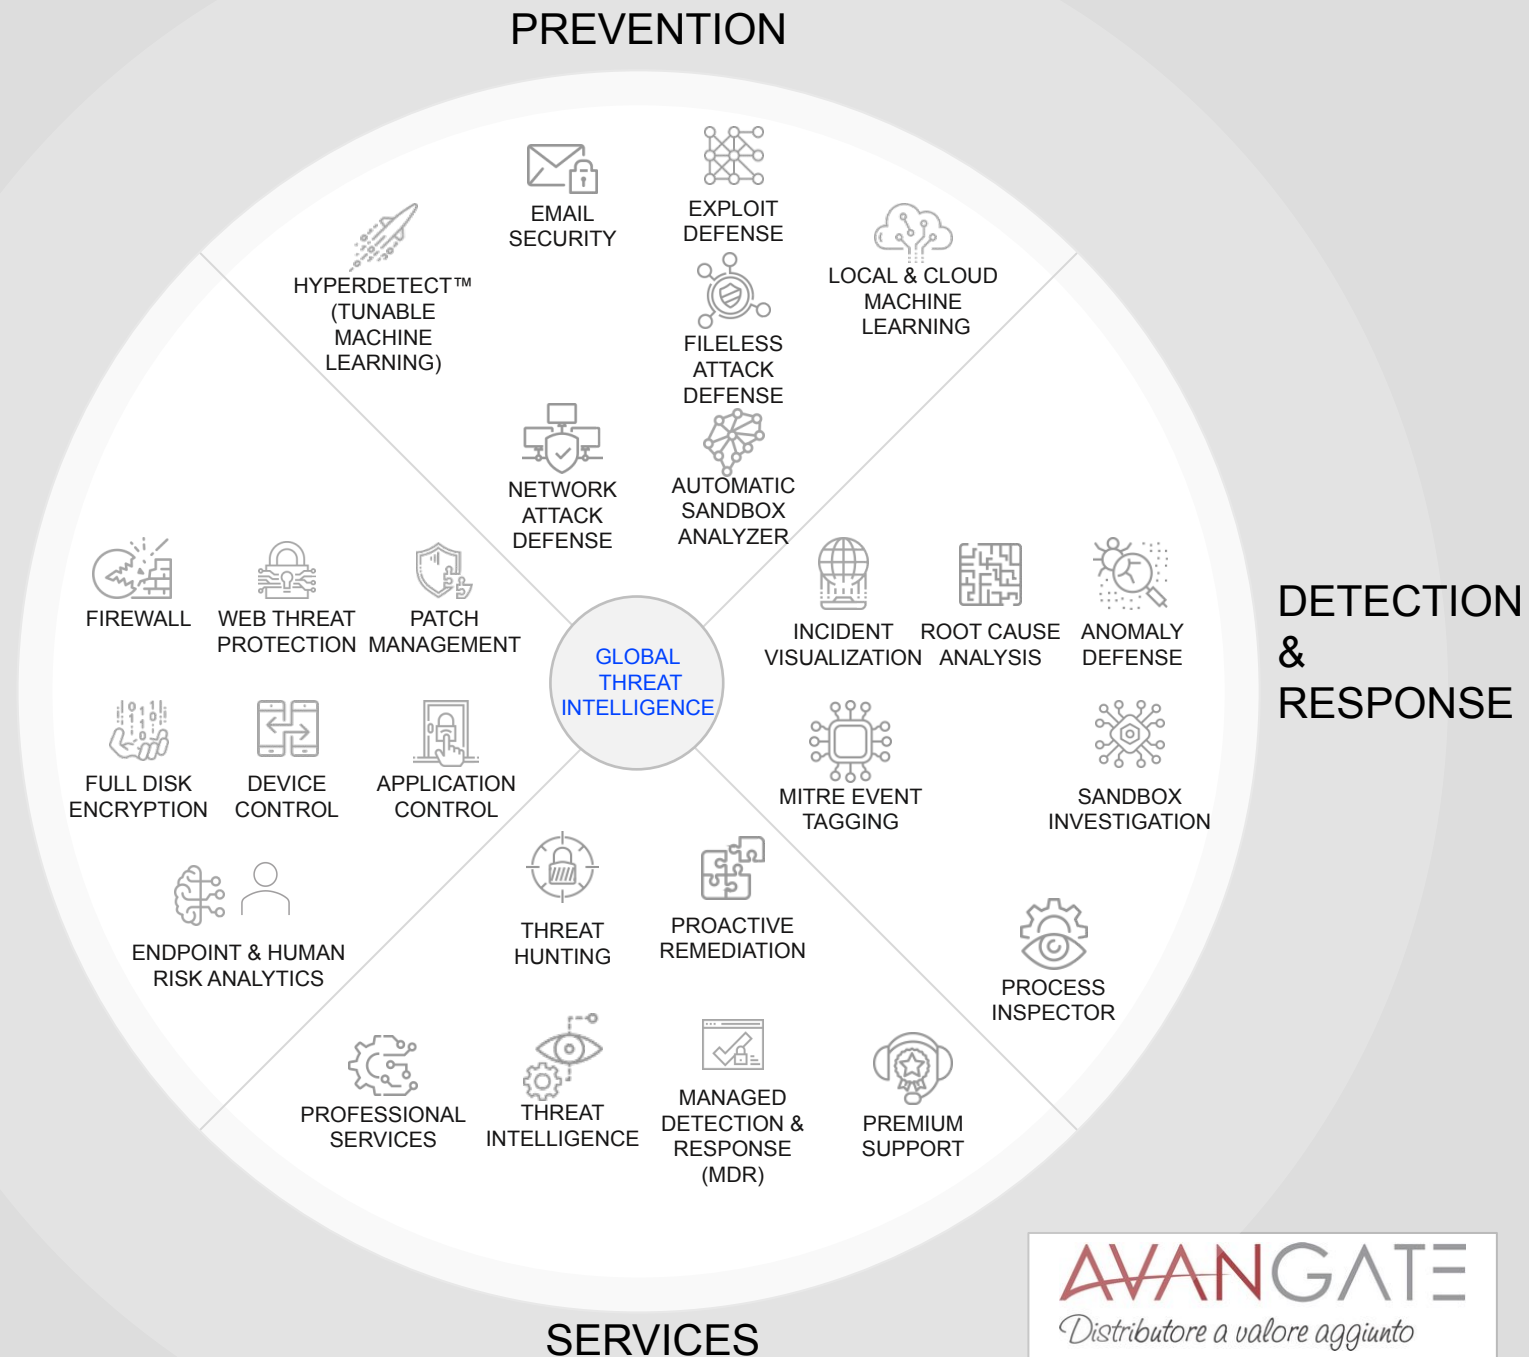 PREVENTION
EMAIL
SECURITY
EXPLOIT
DEFENSE
HYPERDETECT™
(TUNABLE
MACHINE
LEARNING)
LOCAL & CLOUD
MACHINE
LEARNING
FILELESS
ATTACK
DEFENSE
NETWORK
ATTACK
DEFENSE
AUTOMATIC
SANDBOX
ANALYZER
FIREWALL
WEB THREAT
PROTECTION
PATCH
MANAGEMENT
FULL DISK
ENCRYPTION
DEVICE
CONTROL
APPLICATION
CONTROL
ENDPOINT & HUMAN
RISK ANALYTICS
GLOBAL
THREAT
INTELLIGENCE
INCIDENT
VISUALIZATION
ROOT CAUSE
ANALYSIS
ANOMALY
DEFENSE
MITRE EVENT
TAGGING
SANDBOX
INVESTIGATION
PROCESS
INSPECTOR
DETECTION
&
RESPONSE
THREAT
HUNTING
PROACTIVE
REMEDIATION
PROFESSIONAL
SERVICES
THREAT
INTELLIGENCE
MANAGED
DETECTION &
RESPONSE
(MDR)
PREMIUM
SUPPORT
SERVICES
AVANGATE
Distributore a valore aggiunto